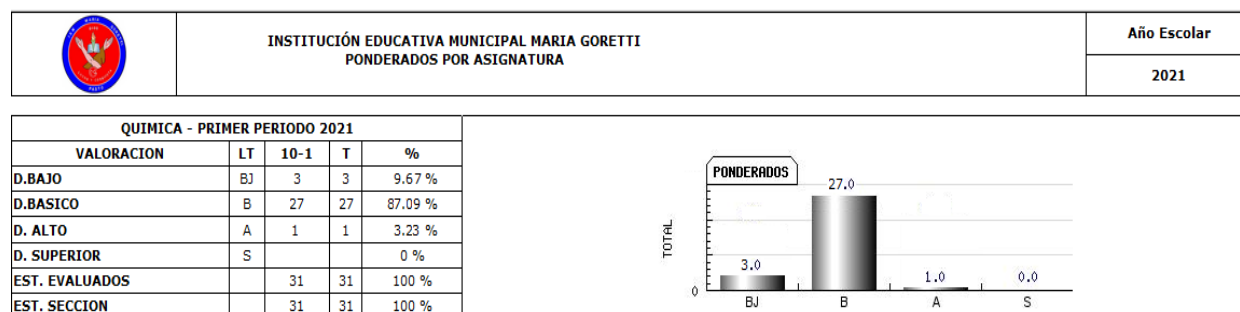 INSTITUCIÓN EDUCATIVA MUNICIPAL MARIA GORETTI
PONDERADOS POR ASIGNATURA
Año Escolar
2021
QUIMICA - PRIMER PERIODO 2021
VALORACION LT 10-1 T %
D.BAJO BJ 3 3 9.67 %
D.BASICO B 27 27 87.09 %
D. ALTO A 1 1 3.23 %
D. SUPERIOR S 0 %
EST. EVALUADOS 31 31 100 %
EST. SECCION 31 31 100 %
PONDERADOS
TOTAL
27.0
3.0
1.0
0.0
0
BJ B A S